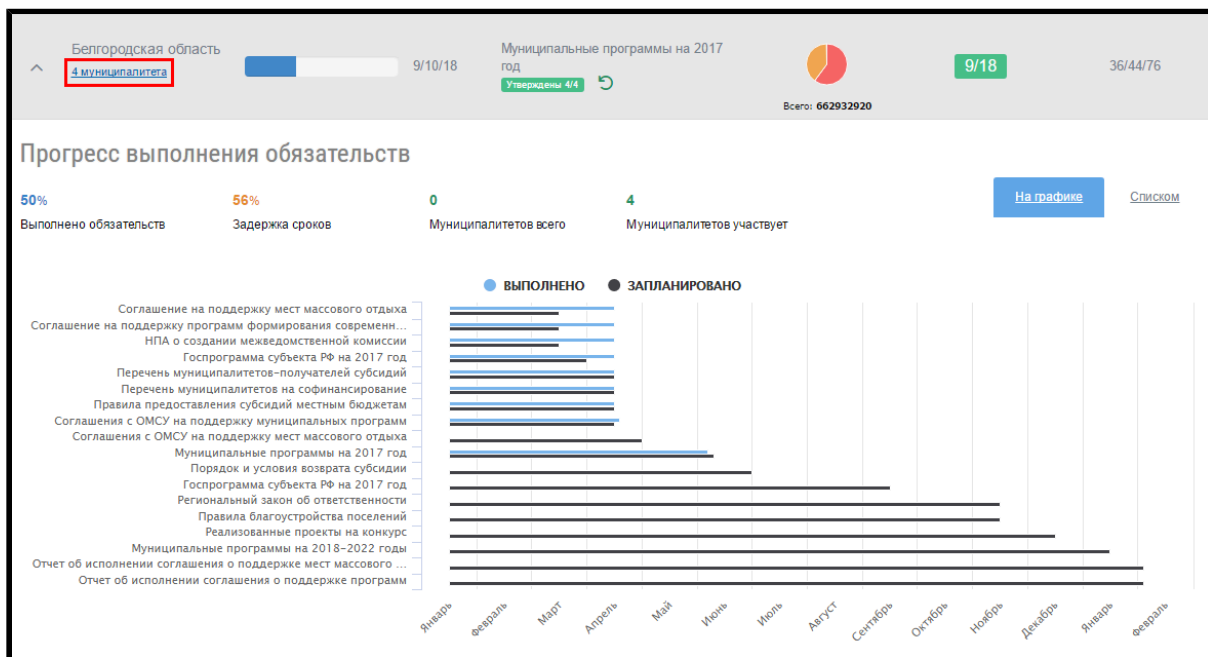 Белгородская область
4 муниципалитета
9/10/18
Муниципальные программы на 2017
год
Утверждены 4/4
Всего: 662932920
9/18
36/44/76
Прогресс выполнения обязательств
50%
Выполнено обязательств
56%
Задержка сроков
0
Муниципалитетов всего
4
Муниципалитетов участвует
На графике
Списком
ВЫПОЛНЕНО
ЗАПЛАНИРОВАНО
Соглашение на поддержку мест массового отдыха
Соглашение на поддержку программ формирования современн...
НПА о создании межведомственной комиссии
Госпрограмма субъекта РФ на 2017 год
Перечень муниципалитетов-получателей субсидий
Перечень муниципалитетов на софинансирование
Правила предоставления субсидий местным бюджетам
Соглашения с ОМСУ на поддержку муниципальных программ
Соглашения с ОМСУ на поддержку мест массового отдыха
Муниципальные программы на 2017 год
Порядок и условия возврата субсидии
Госпрограмма субъекта РФ на 2017 год
Региональный закон об ответственности
Правила благоустройства поселений
Реализованные проекты на конкурс
Муниципальные программы на 2018-2022 годы
Отчет об исполнении соглашения о поддержке мест массового ...
Отчет об исполнении соглашения о поддержке программ
Январь
Февраль
Март
Апрель
Май
Июнь
Июль
Август
Сентябрь
Октябрь
Ноябрь
Декабрь
Январь
Февраль